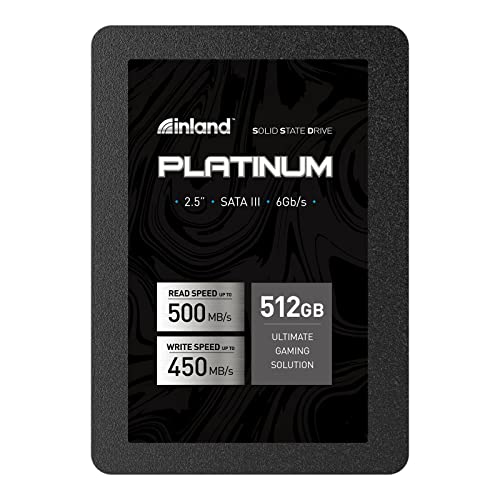 inland™ SOLID STATE DRIVE
PLATINUM
• 2.5" • SATA III • 6Gb/s •
READ SPEED UP TO
500 MB/s
WRITE SPEED UP TO
450 MB/s
512GB
ULTIMATE
GAMING
SOLUTION